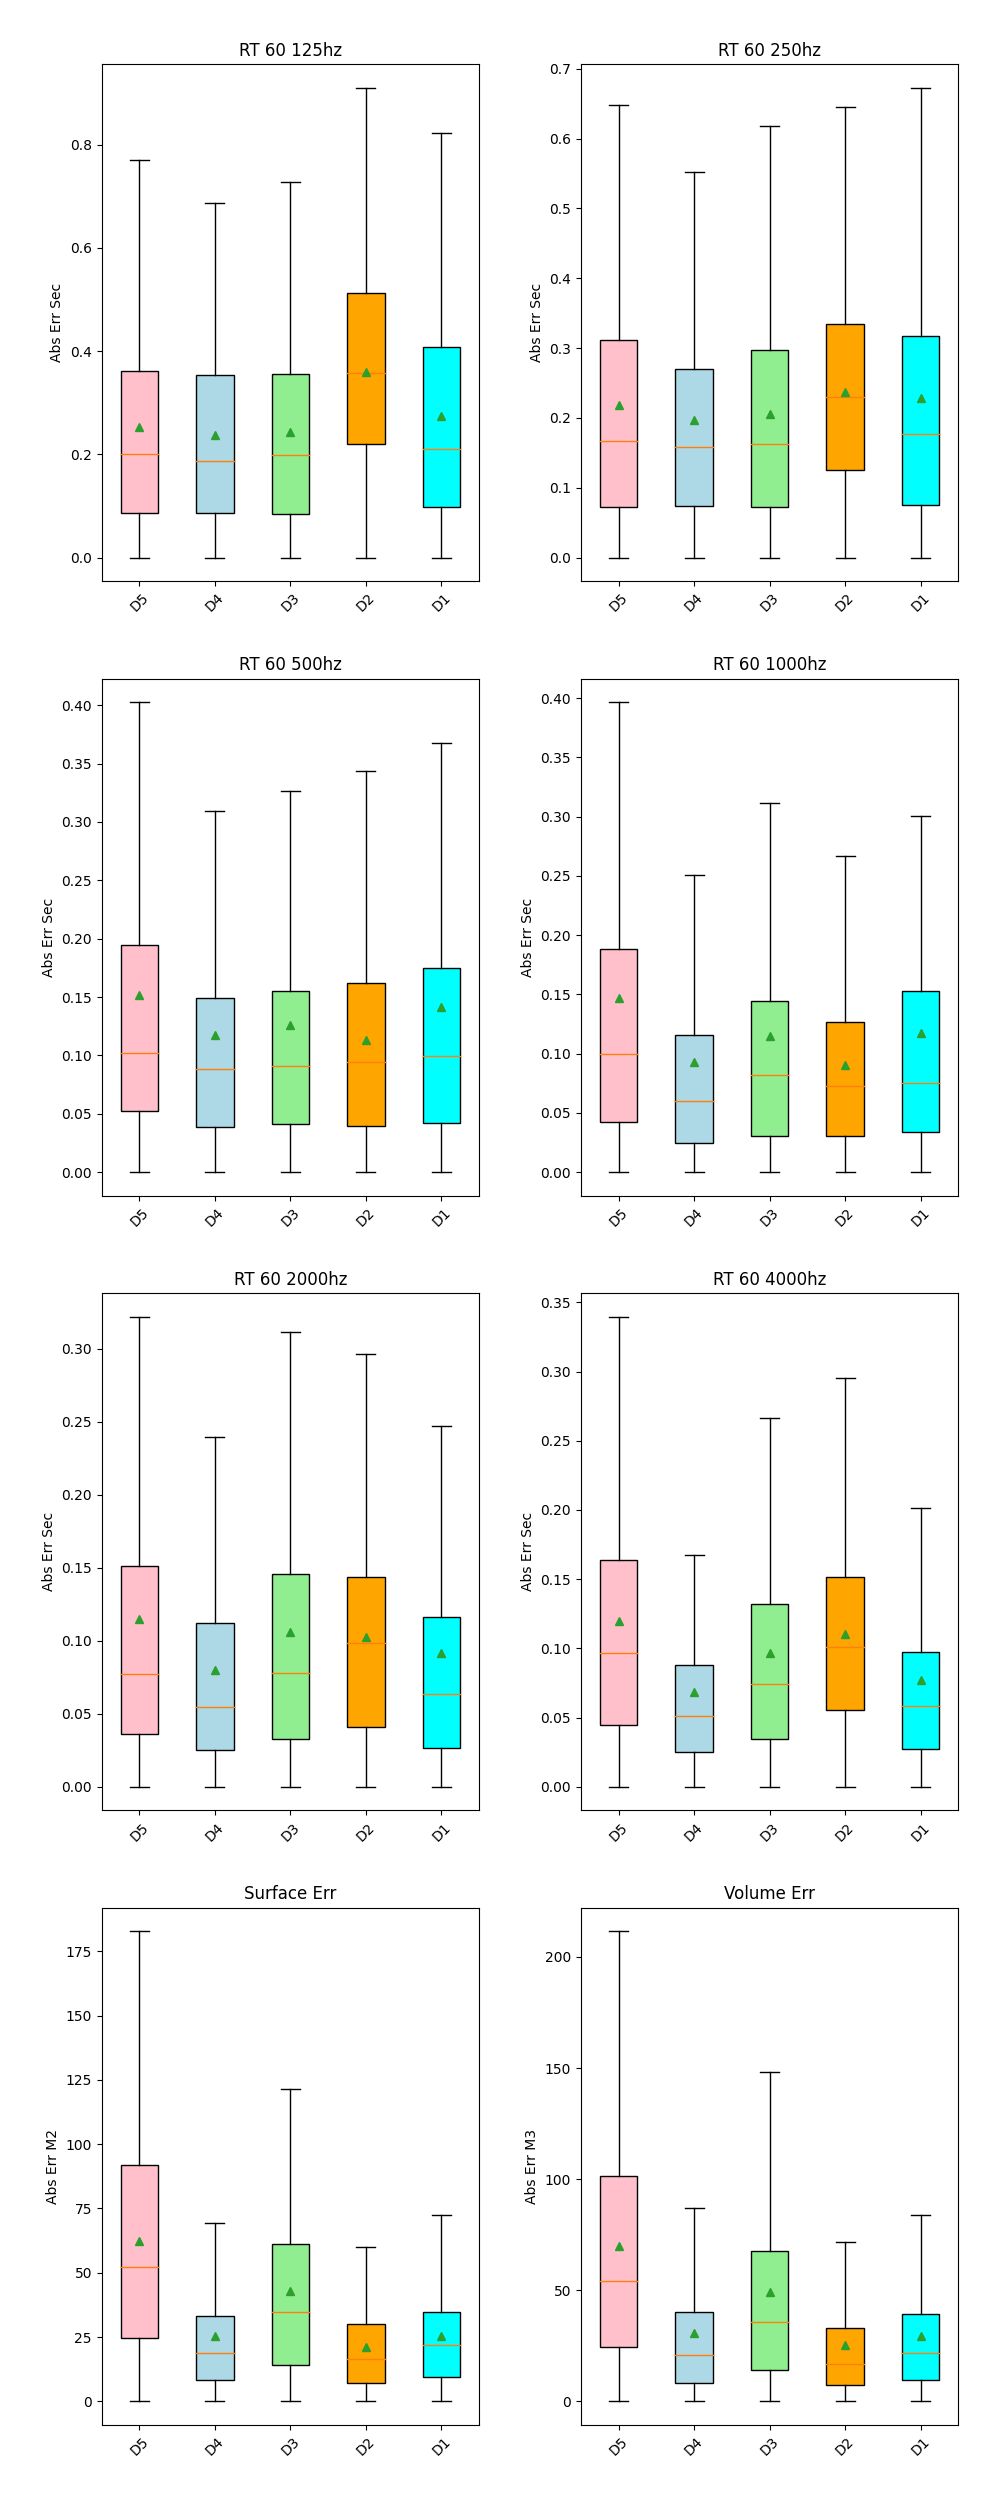 RT 60 125hz
Abs Err Sec
0.8
0.6
0.4
0.2
0.0
D5 D4 D3 D2 D1
RT 60 250hz
Abs Err Sec
0.7
0.6
0.5
0.4
0.3
0.2
0.1
0.0
D5 D4 D3 D2 D1
RT 60 500hz
Abs Err Sec
0.40
0.35
0.30
0.25
0.20
0.15
0.10
0.05
0.00
D5 D4 D3 D2 D1
RT 60 1000hz
Abs Err Sec
0.40
0.35
0.30
0.25
0.20
0.15
0.10
0.05
0.00
D5 D4 D3 D2 D1
RT 60 2000hz
Abs Err Sec
0.30
0.25
0.20
0.15
0.10
0.05
0.00
D5 D4 D3 D2 D1
RT 60 4000hz
Abs Err Sec
0.35
0.30
0.25
0.20
0.15
0.10
0.05
0.00
D5 D4 D3 D2 D1
Surface Err
Abs Err M2
175
150
125
100
75
50
25
0
D5 D4 D3 D2 D1
Volume Err
Abs Err M3
200
150
100
50
0
D5 D4 D3 D2 D1